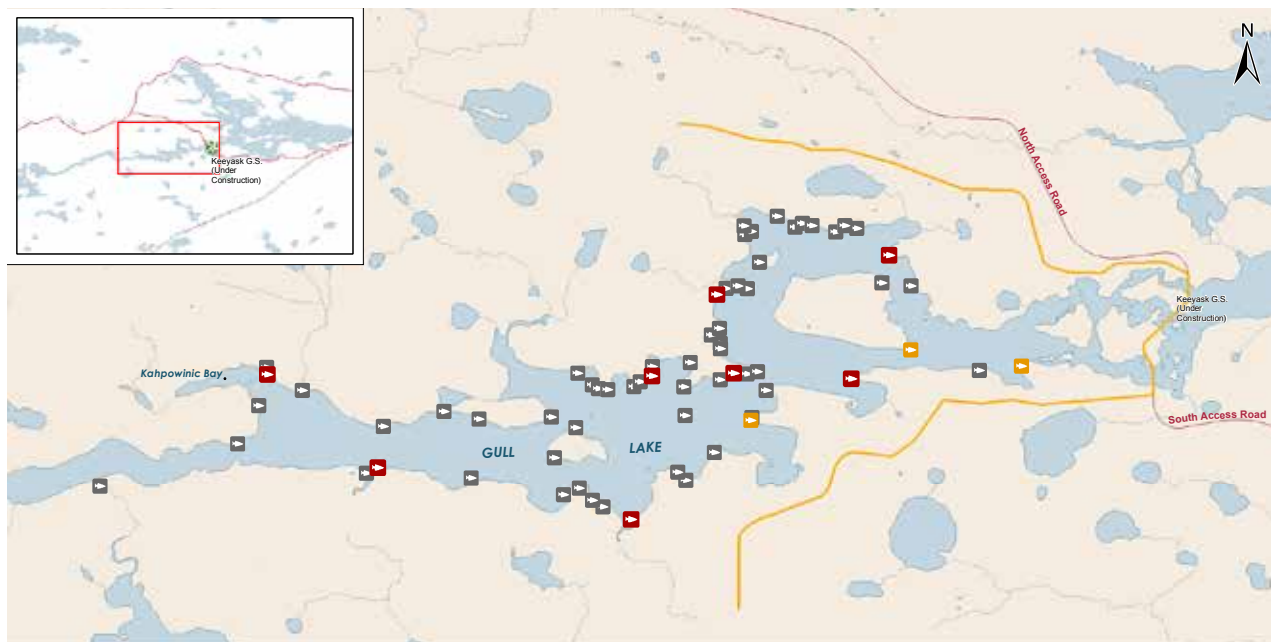 Keeyask G.S.
(Under
Construction)
N
North Access Road
Keeyask G.S.
(Under
Construction)
Kahpowinic Bay
South Access Road
GULL LAKE